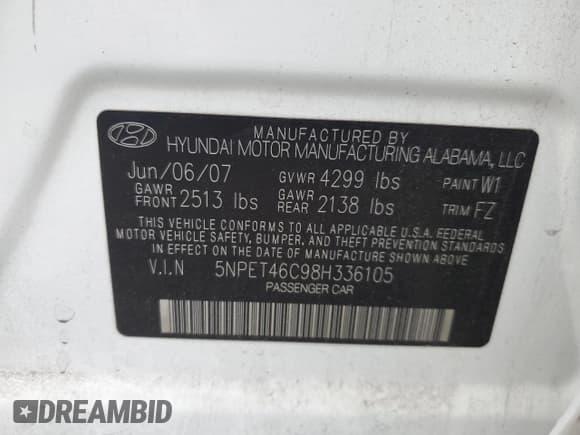 MANUFACTURED BY
HYUNDAI MOTOR MANUFACTURING ALABAMA, LLC
Jun/06/07 GVWR 4299 lbs PAINT W1
GAWR FRONT 2513 lbs GAWR REAR 2138 lbs TRIM FZ
THIS VEHICLE CONFORMS TO ALL APPLICABLE U.S.A. FEDERAL
MOTOR VEHICLE SAFETY, BUMPER, AND THEFT PREVENTION STANDARDS
IN EFFECT ON THE DATE OF MANUFACTURE SHOWN ABOVE.
V.I.N 5NPET46C98H336105
PASSENGER CAR
DREAMBID